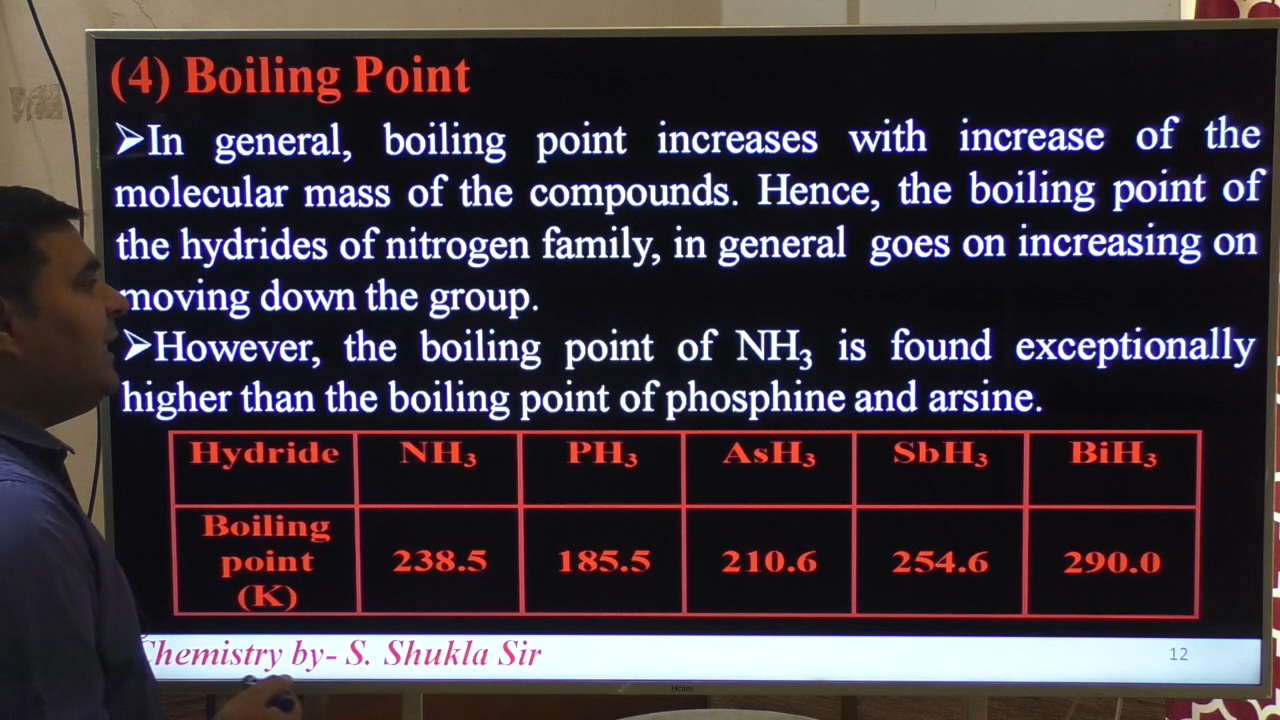 (4) Boiling Point
➢In general, boiling point increases with increase of the
molecular mass of the compounds. Hence, the boiling point of
the hydrides of nitrogen family, in general goes on increasing on
moving down the group.
➢However, the boiling point of NH₃ is found exceptionally
higher than the boiling point of phosphine and arsine.
Hydride NH₃ PH₃ AsH₃ SbH₃ BiH₃
Boiling
point 238.5 185.5 210.6 254.6 290.0
(K)
Chemistry by- S. Shukla Sir 12
Haier